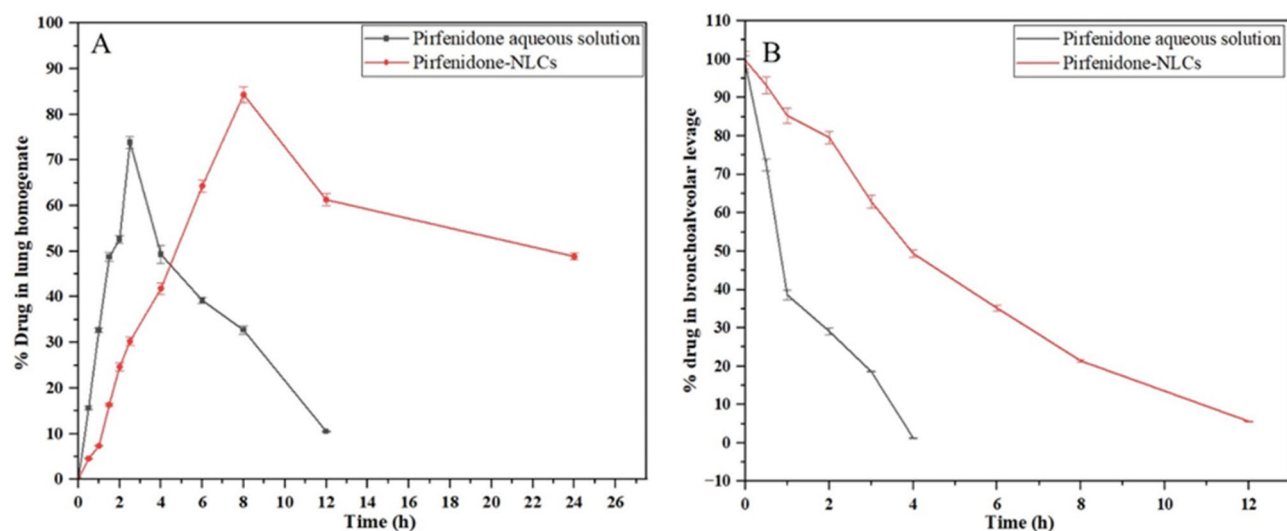 A
Pirfenidone aqueous solution
Pirfenidone-NLCs
% Drug in lung homogenate
100
90
80
70
60
50
40
30
20
10
0
0 2 4 6 8 10 12 14 16 18 20 22 24 26
Time (h)
B
Pirfenidone aqueous solution
Pirfenidone-NLCs
% drug in bronchoalveolar levage
110
100
90
80
70
60
50
40
30
20
10
0
−10
0 2 4 6 8 10 12
Time (h)